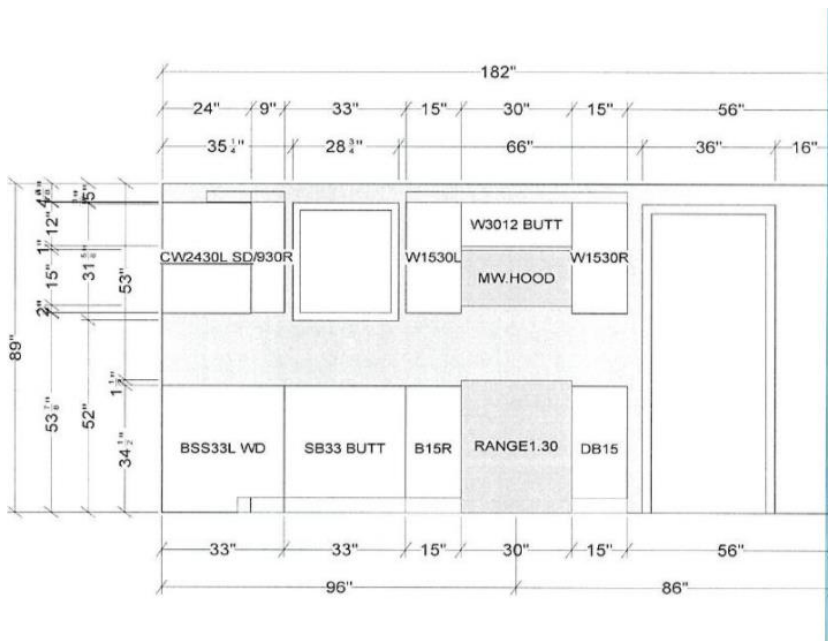 182"
24" 9" 33" 15" 30" 15" 56"
35 1/4" 28 3/4" 66" 36" 16"
W3012 BUTT
CW2430L SD/930R W1530L W1530R
MW.HOOD
12" 5"
1" 31 5/8"
15" 53"
2"
89"
53 7/8" 52" 34 1/2"
BSS33L WD SB33 BUTT B15R RANGE1.30 DB15
33" 33" 15" 30" 15" 56"
96" 86"